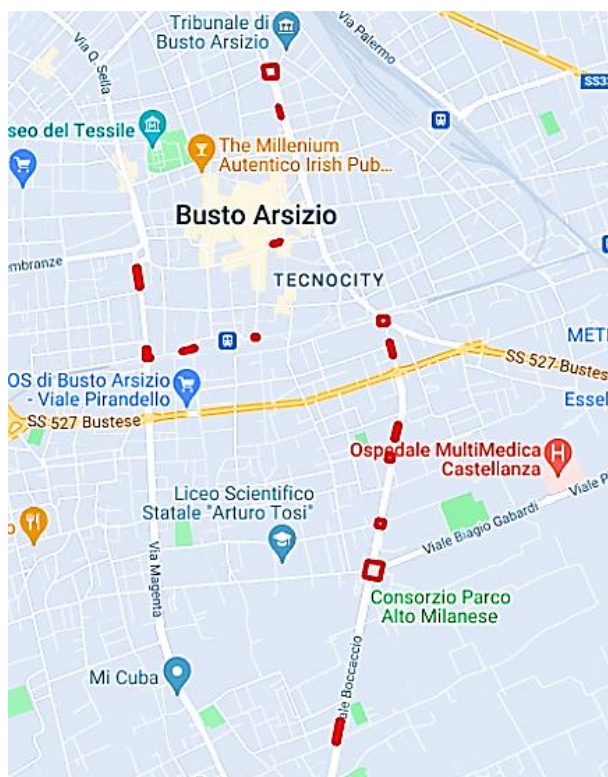 Tribunale di
Busto Arsizio
Via Palermo
SS33
Via Q. Sella
seo del Tessile
The Millenium
Autentico Irish Pub...
Busto Arsizio
embranze
TECNOCITY
METI
SS 527 Bustese
OS di Busto Arsizio
- Viale Pirandello
Essel
SS 527 Bustese
Ospedale MultiMedica
Castellanza
H
Liceo Scientifico
Statale "Arturo Tosi"
Viale P
Viale Biagio Gabardi
Via Magenta
Consorzio Parco
Alto Milanese
Mi Cuba
ale Boccaccio